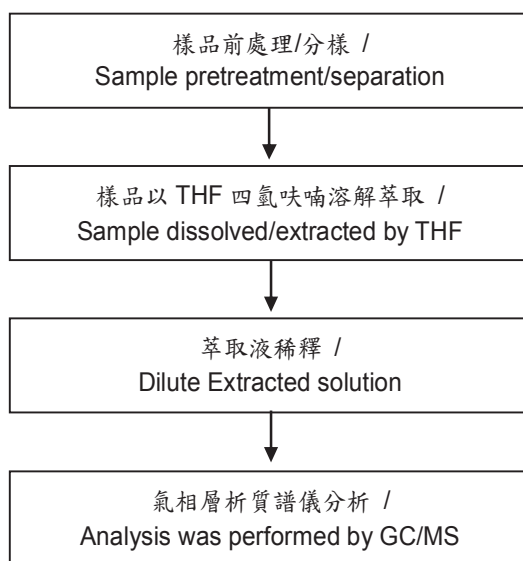 樣品前處理/分樣 /
Sample pretreatment/separation
樣品以 THF 四氫呋喃溶解萃取 /
Sample dissolved/extracted by THF
萃取液稀釋 /
Dilute Extracted solution
氣相層析質譜儀分析 /
Analysis was performed by GC/MS